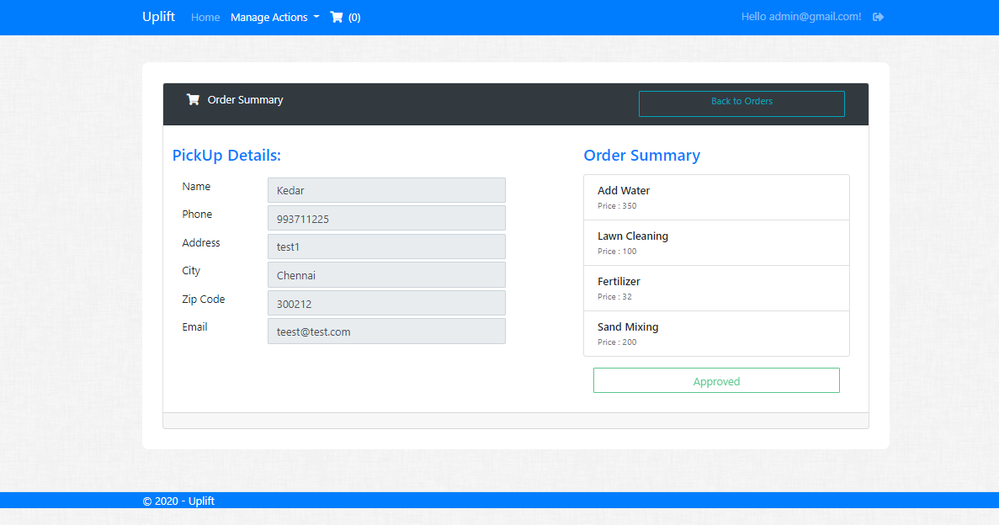 Uplift Home Manage Actions (0) Hello admin@gmail.com!
Order Summary Back to Orders
PickUp Details:
Name Kedar
Phone 993711225
Address test1
City Chennai
Zip Code 300212
Email teest@test.com
Order Summary
Add Water
Price : 350
Lawn Cleaning
Price : 100
Fertilizer
Price : 32
Sand Mixing
Price : 200
Approved
© 2020 - Uplift